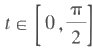 t ∈ [0, π/2]